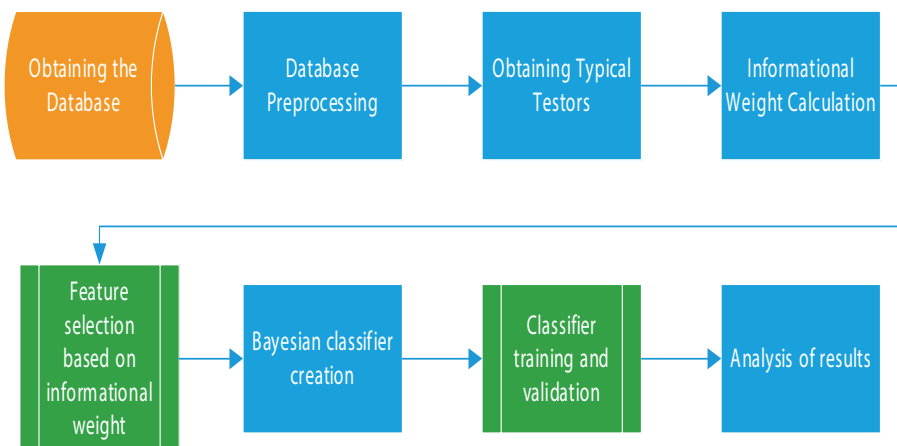 Obtaining the
Database
Database
Preprocessing
Obtaining Typical
Testors
Informational
Weight Calculation
Feature
selection
based on
informational
weight
Bayesian classifier
creation
Classifier
training and
validation
Analysis of results